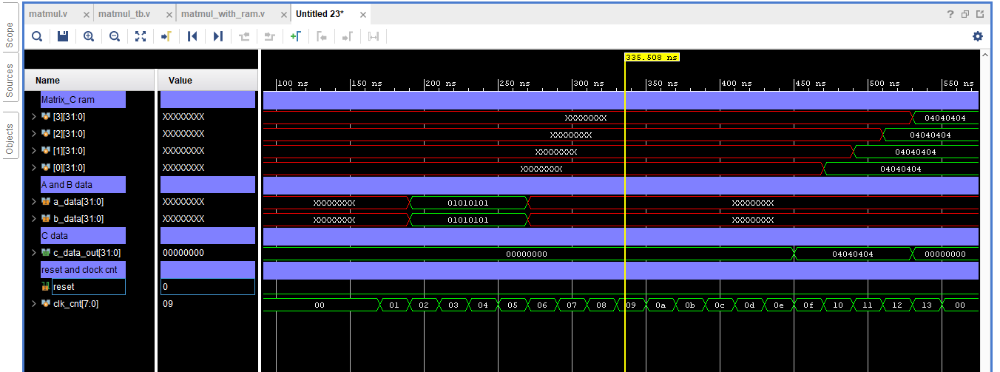 matmul.v × matmul_tb.v × matmul_with_ram.v × Untitled 23* ×
?
Scope
Sources
Objects
335.508 ns
Name Value
100 ns 150 ns 200 ns 250 ns 300 ns 350 ns 400 ns 450 ns 500 ns 550 ns
Matrix_C ram
[3][31:0] XXXXXXXX XXXXXXXX 04040404
[2][31:0] XXXXXXXX XXXXXXXX 04040404
[1][31:0] XXXXXXXX XXXXXXXX 04040404
[0][31:0] XXXXXXXX XXXXXXXX 04040404
A and B data
a_data[31:0] XXXXXXXX XXXXXXXX 01010101 XXXXXXXX
b_data[31:0] XXXXXXXX XXXXXXXX 01010101 XXXXXXXX
C data
c_data_out[31:0] 00000000 00000000 04040404 00000000
reset and clock cnt
reset 0
clk_cnt[7:0] 09 00 01 02 03 04 05 06 07 08 09 0a 0b 0c 0d 0e 0f 10 11 12 13 00